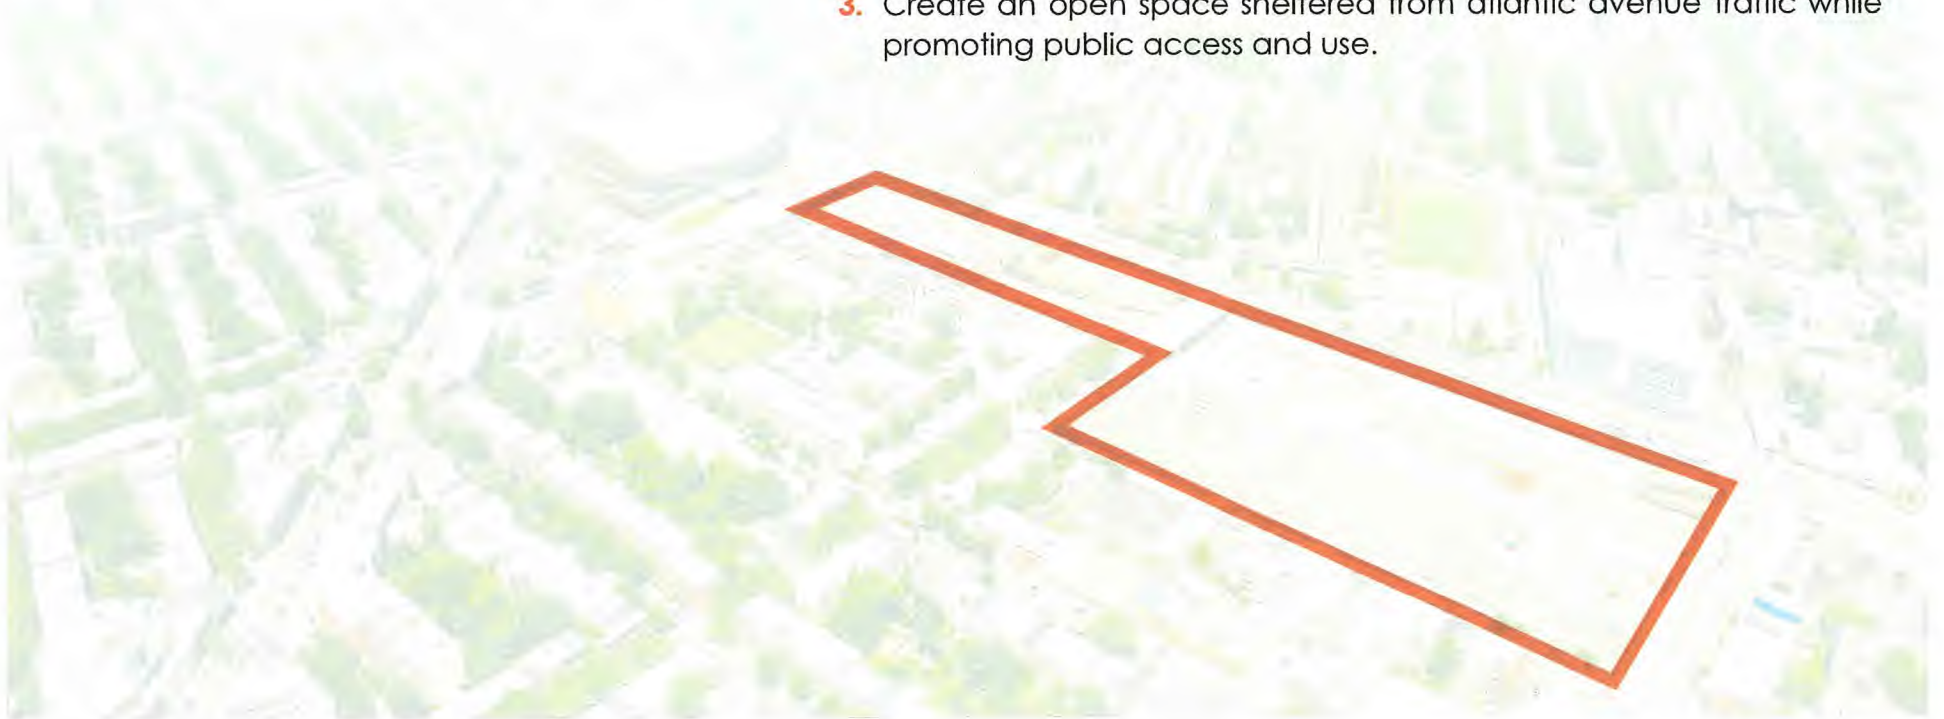 3. Create an open space sheltered from atlantic avenue traffic while
promoting public access and use.